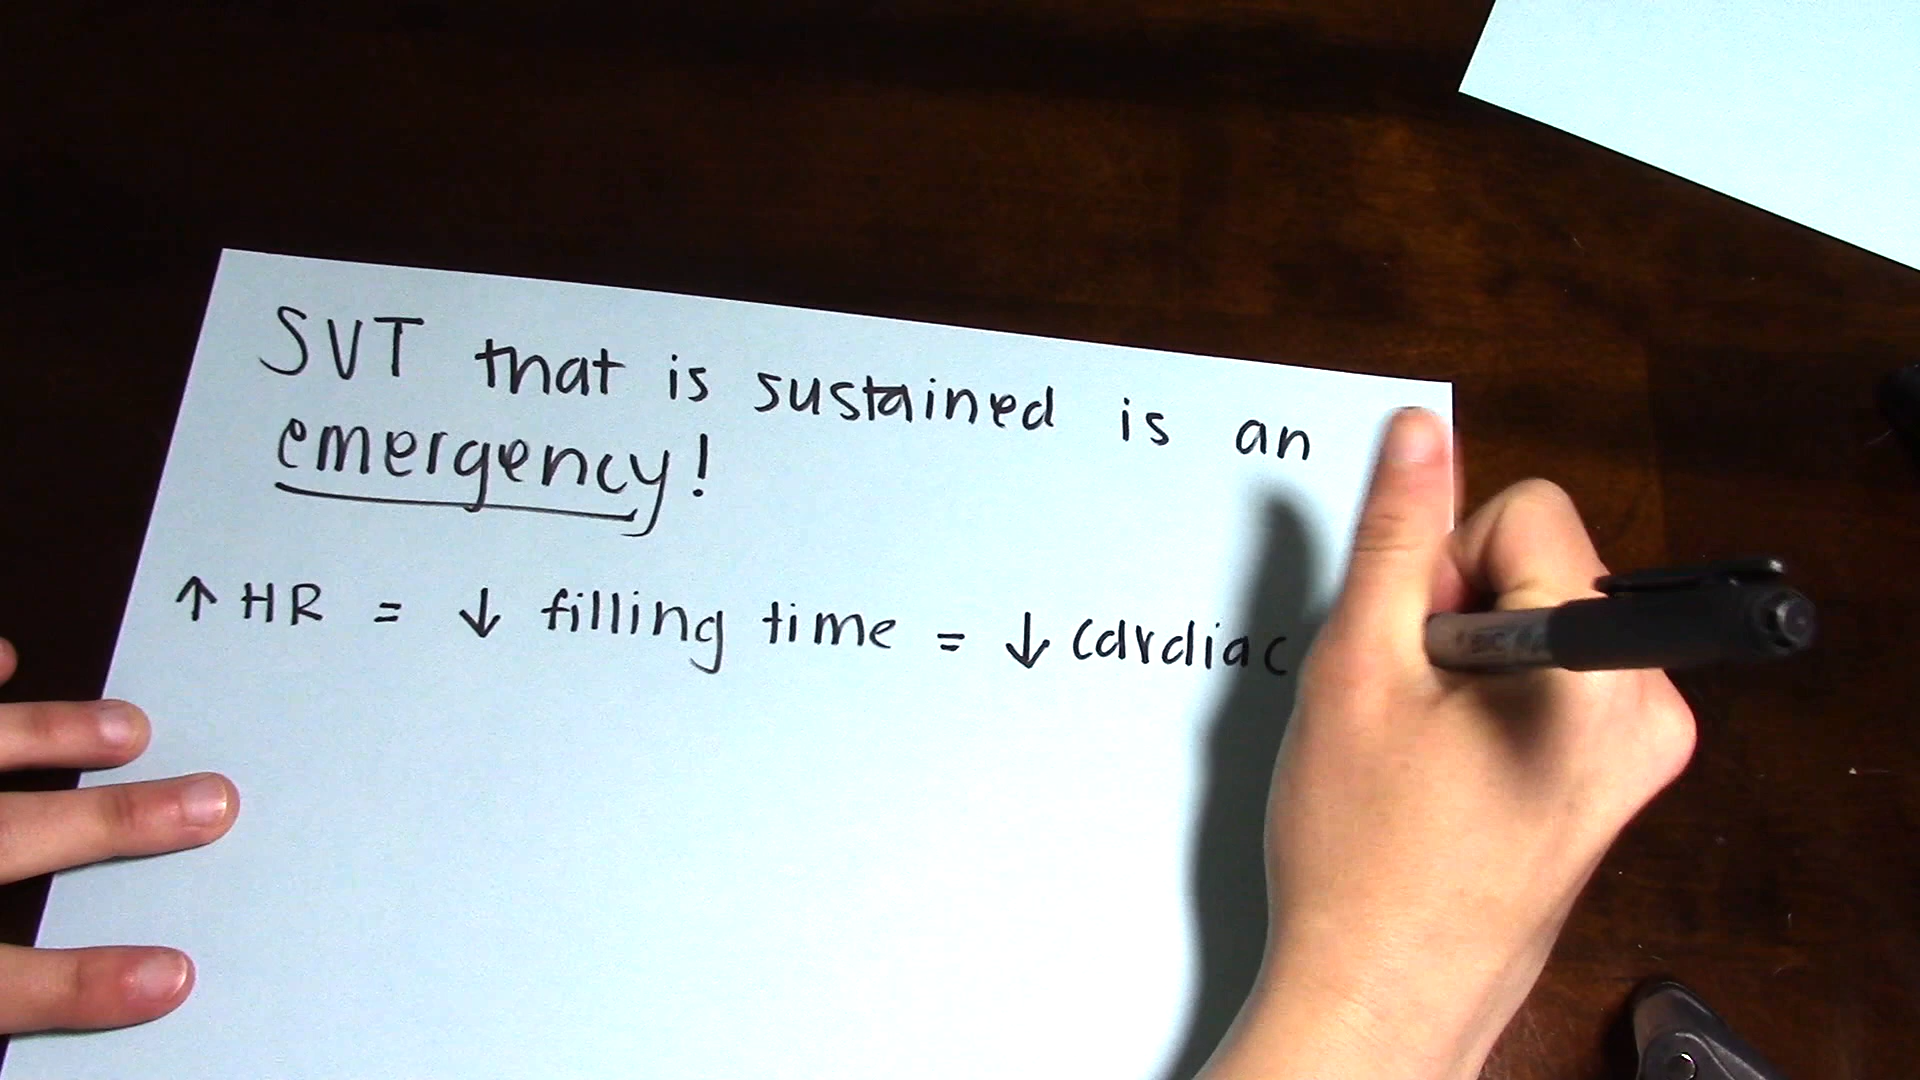 SVT that is sustained is an
emergency!
↑ HR = ↓ filling time = ↓ cardiac